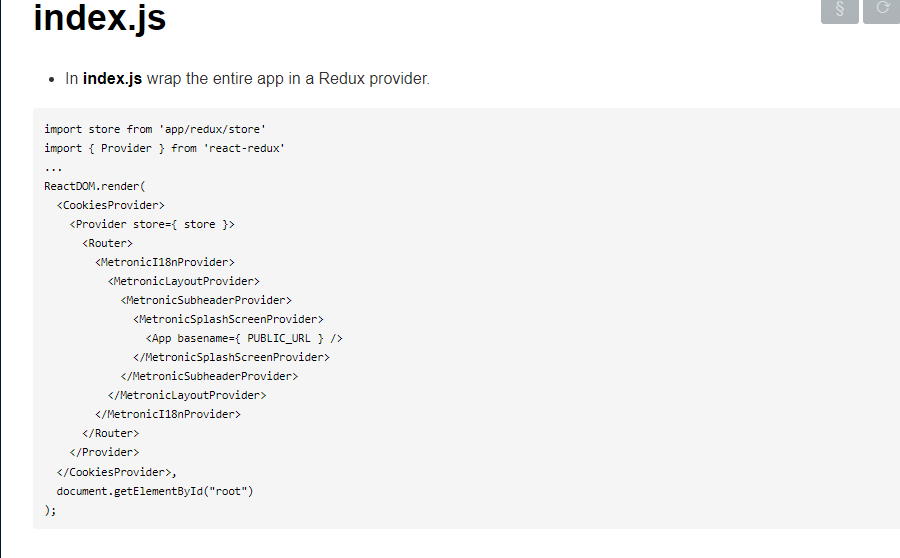 index.js
§
• In index.js wrap the entire app in a Redux provider.
import store from 'app/redux/store'
import { Provider } from 'react-redux'
...
ReactDOM.render(
  <CookiesProvider>
    <Provider store={ store }>
      <Router>
        <MetronicI18nProvider>
          <MetronicLayoutProvider>
            <MetronicSubheaderProvider>
              <MetronicSplashScreenProvider>
                <App basename={ PUBLIC_URL } />
              </MetronicSplashScreenProvider>
            </MetronicSubheaderProvider>
          </MetronicLayoutProvider>
        </MetronicI18nProvider>
      </Router>
    </Provider>
  </CookiesProvider>,
  document.getElementById("root")
);